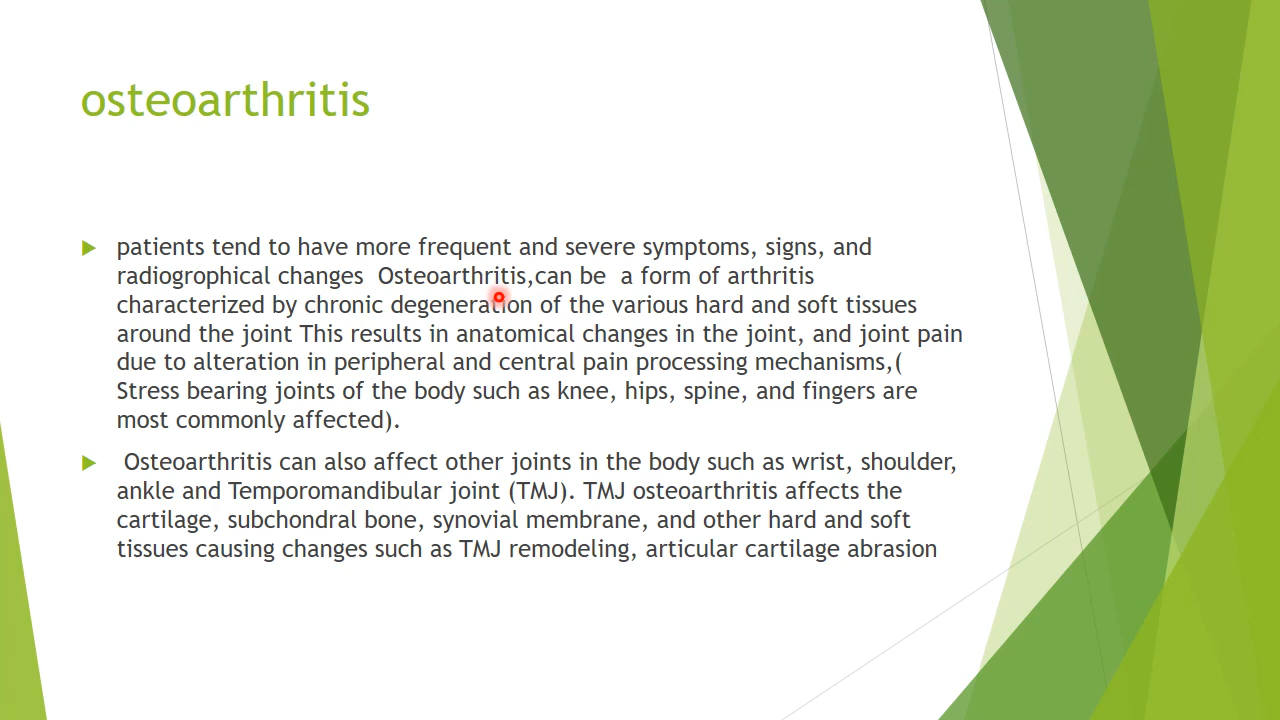 osteoarthritis
patients tend to have more frequent and severe symptoms, signs, and
radiogrophical changes  Osteoarthritis,can be  a form of arthritis
characterized by chronic degeneration of the various hard and soft tissues
around the joint This results in anatomical changes in the joint, and joint pain
due to alteration in peripheral and central pain processing mechanisms,(
Stress bearing joints of the body such as knee, hips, spine, and fingers are
most commonly affected).
Osteoarthritis can also affect other joints in the body such as wrist, shoulder,
ankle and Temporomandibular joint (TMJ). TMJ osteoarthritis affects the
cartilage, subchondral bone, synovial membrane, and other hard and soft
tissues causing changes such as TMJ remodeling, articular cartilage abrasion